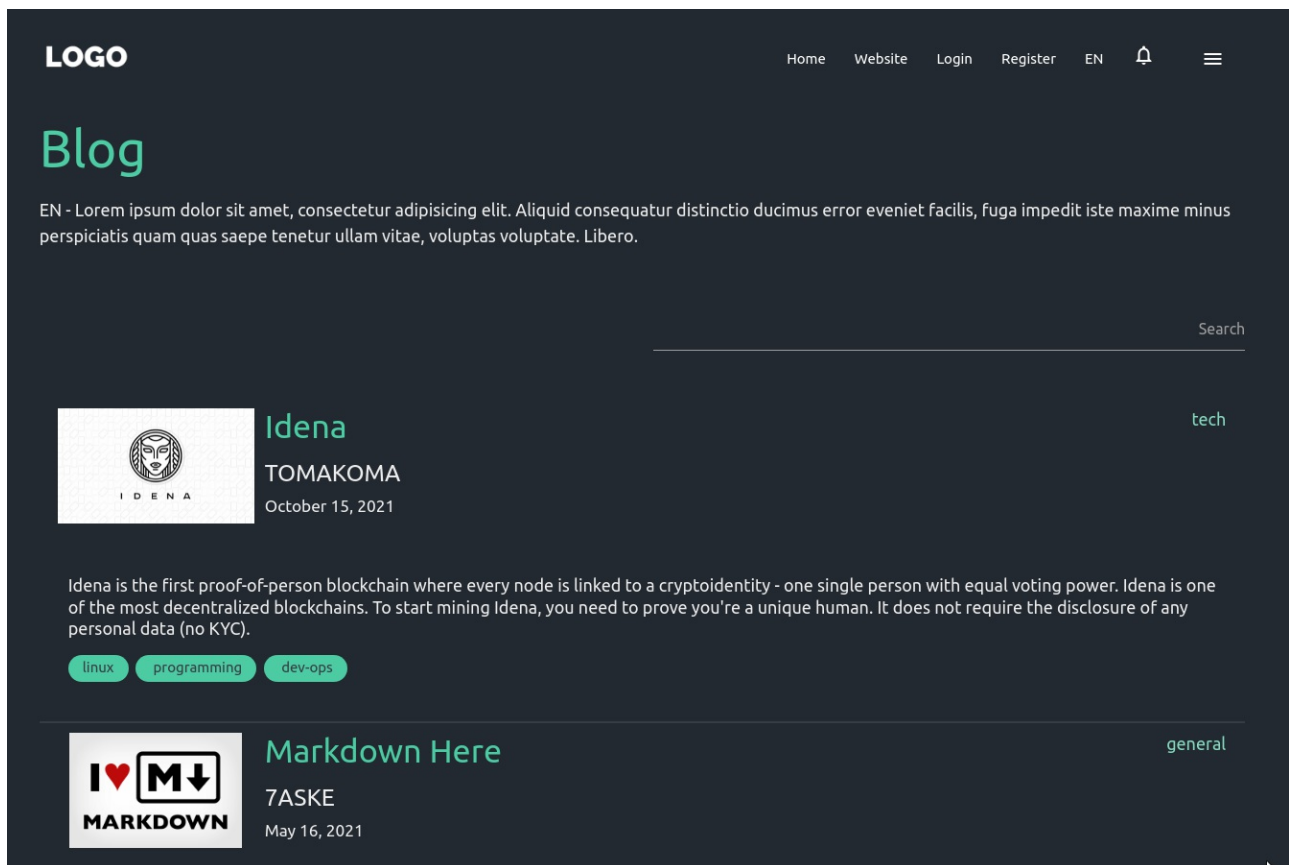 LOGO
Home Website Login Register EN
Blog
EN - Lorem ipsum dolor sit amet, consectetur adipisicing elit. Aliquid consequatur distinctio ducimus error eveniet facilis, fuga impedit iste maxime minus
perspiciatis quam quas saepe tenetur ullam vitae, voluptas voluptate. Libero.
Search
IDENA
Idena
tech
TOMAKOMA
October 15, 2021
Idena is the first proof-of-person blockchain where every node is linked to a cryptoidentity - one single person with equal voting power. Idena is one
of the most decentralized blockchains. To start mining Idena, you need to prove you're a unique human. It does not require the disclosure of any
personal data (no KYC).
linux programming dev-ops
I♥M↓
MARKDOWN
Markdown Here
general
7ASKE
May 16, 2021